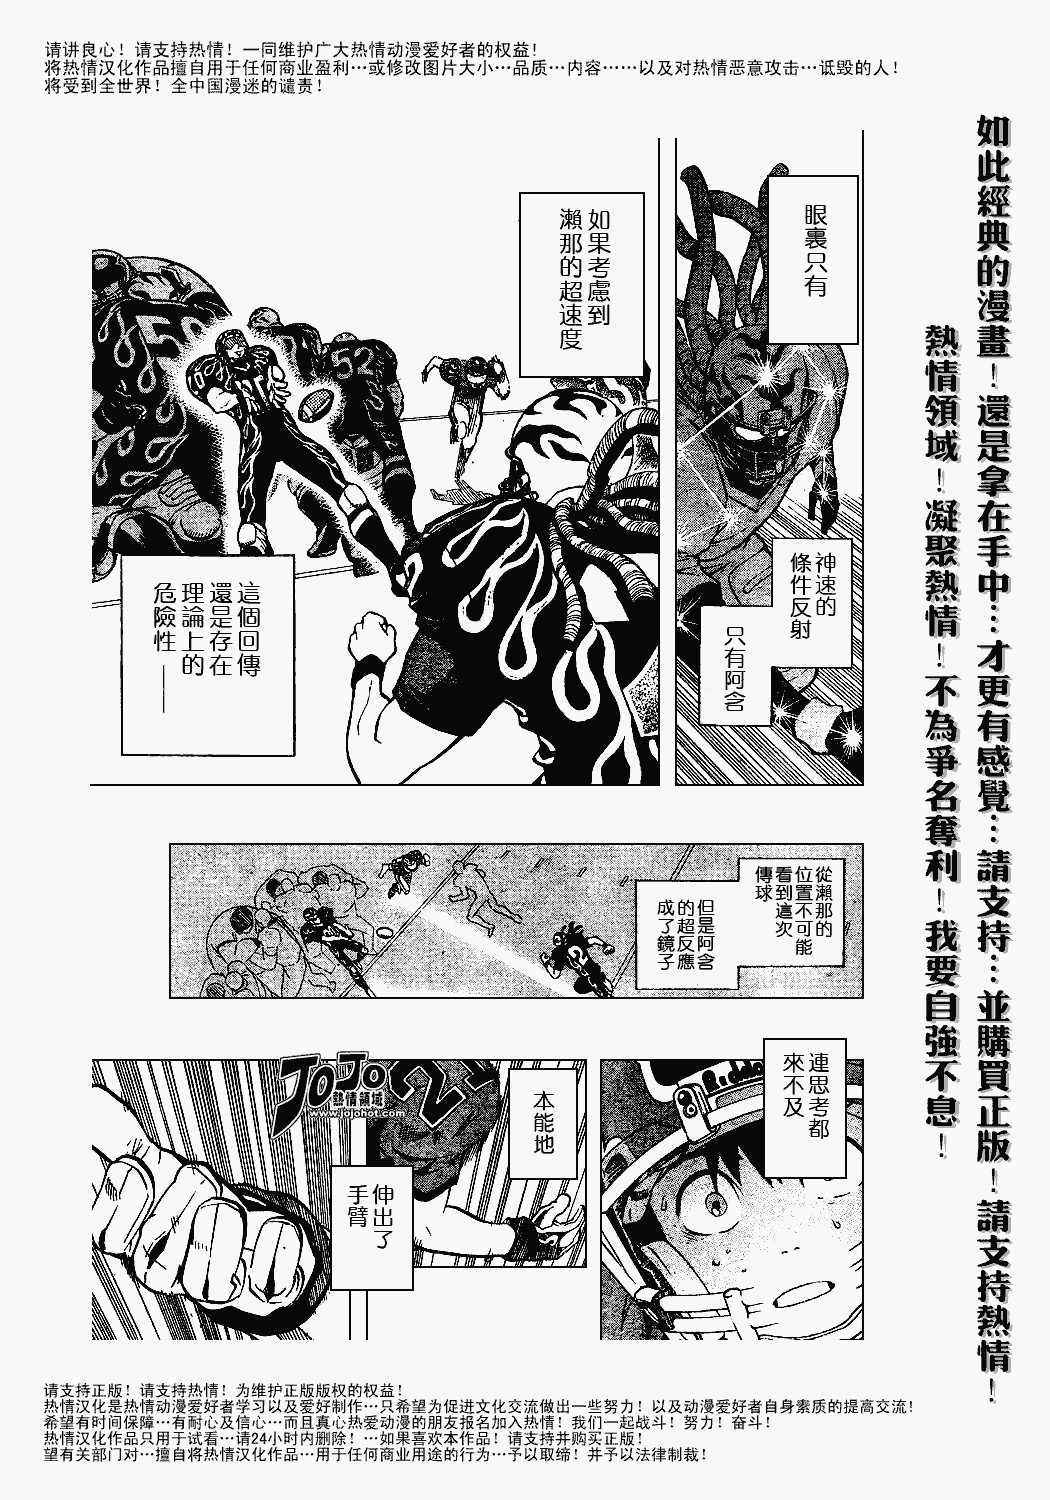 请讲良心！请支持热情！一同维护广大热情动漫爱好者的权益！
将热情汉化作品擅自用于任何商业盈利…或修改图片大小…品质…内容……以及对热情恶意攻击…诋毁的人！
将受到全世界！全中国漫迷的谴责！
如此經典的漫畫！還是拿在手中…才更有感覺…請支持…並購買正版！請支持熱情！
熱情領域！凝聚熱情！不為爭名奪利！我要自強不息！
眼裏只有
神速的
條件反射
只有阿含
如果考慮到
瀨那的超速度
52
這個回傳
還是存在
理論上的
危險性——
從瀨那的
位置不可能
看到這次
傳球
但是阿含
的超反應
成了鏡子
連思考都
來不及
Riddo
本能地
伸出了
手臂
JOJO
熱情領域
www.jojohot.com
请支持正版！请支持热情！为维护正版版权的权益！
热情汉化是热情动漫爱好者学习以及爱好制作…只希望为促进文化交流做出一些努力！以及动漫爱好者自身素质的提高交流！
希望有时间保障…有耐心及信心…而且真心热爱动漫的朋友报名加入热情！我们一起战斗！努力！奋斗！
热情汉化作品只用于试看…请24小时内删除！…如果喜欢本作品！请支持并购买正版！
望有关部门对…擅自将热情汉化作品…用于任何商业用途的行为…予以取缔！并予以法律制裁！